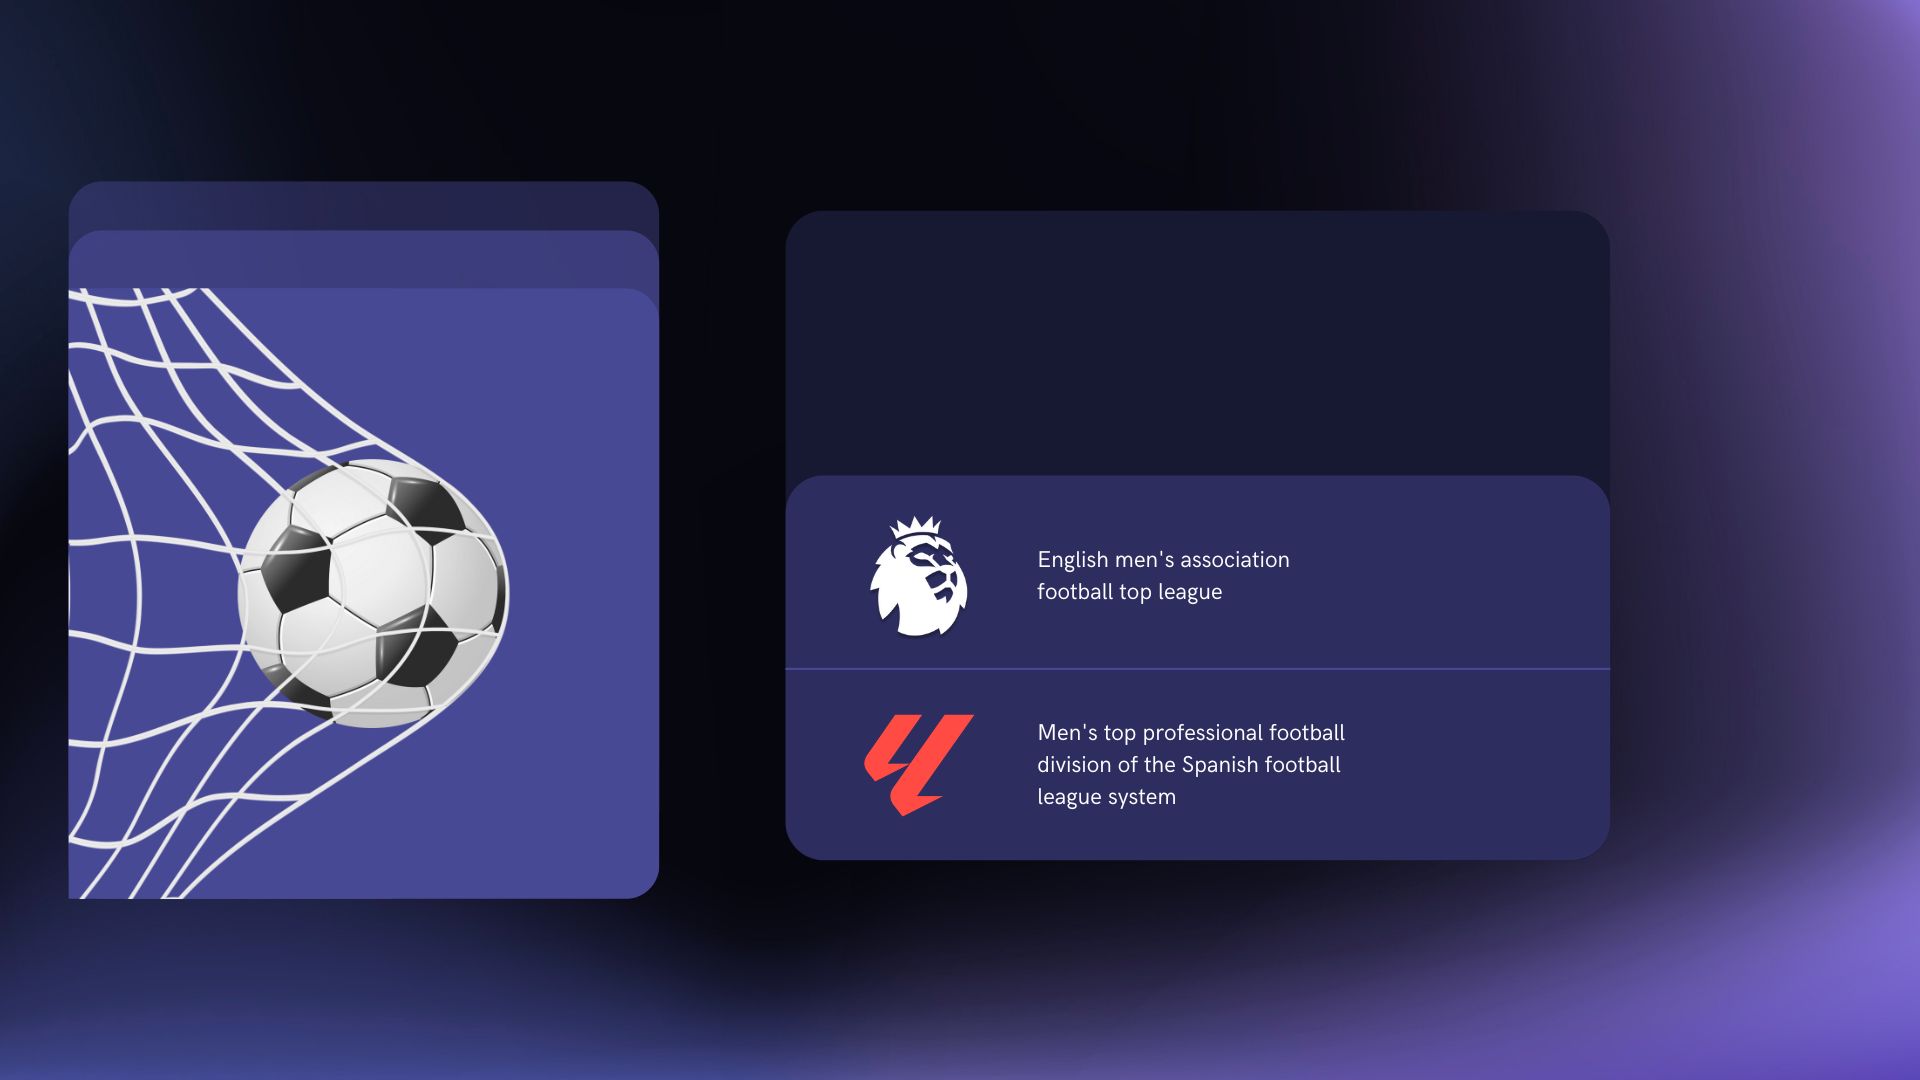 English men's association
football top league
Men's top professional football
division of the Spanish football
league system